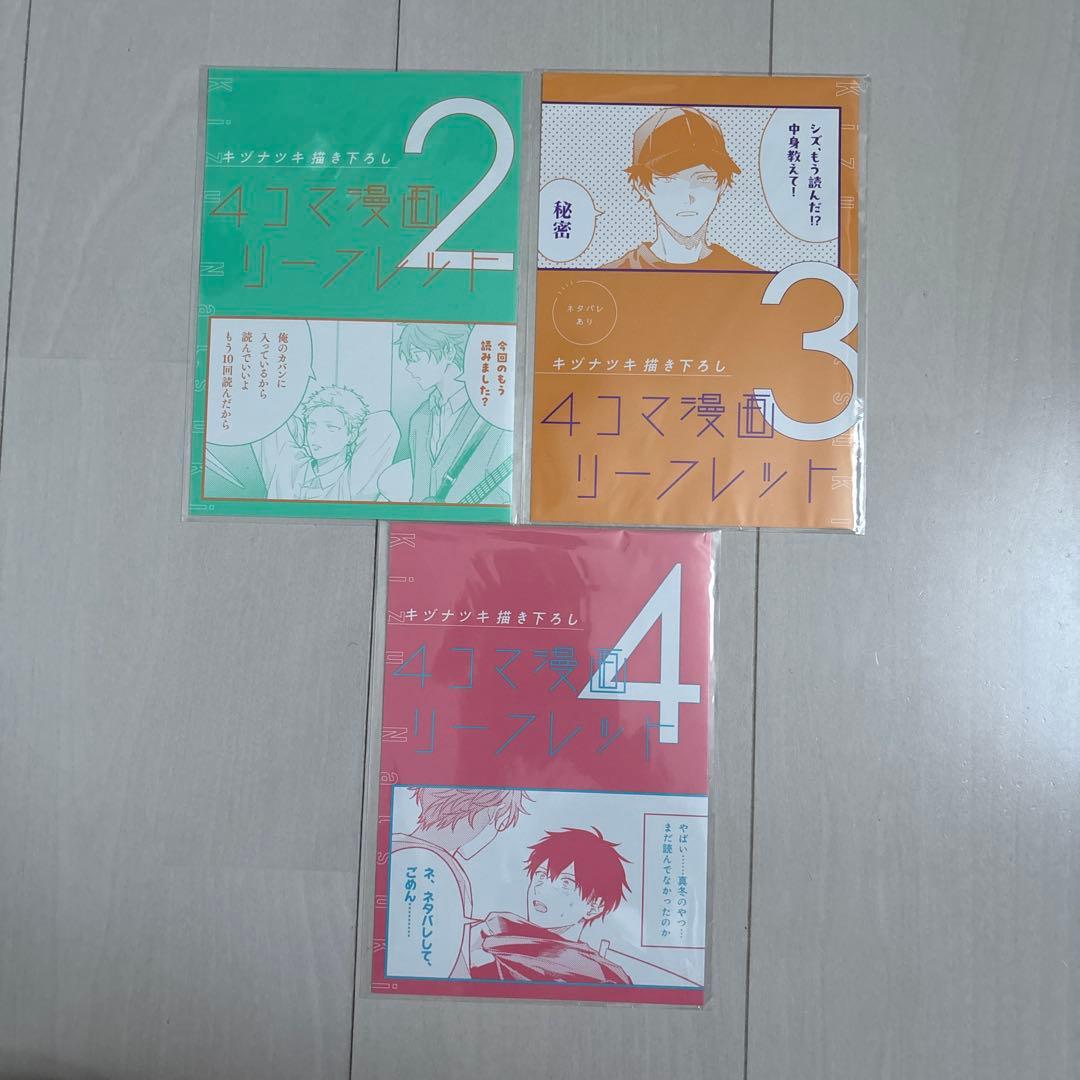 2
キヅナツキ 描き下ろし
4コマ漫画
リーフレット
今回のもう
読みました?
俺のカバンに
入っているから
読んでいいよ
もう10回読んだから
Kizu Natsuki
シズ、もう読んだ!?
中身教えて!
秘密
ネタバレ
あり
3
キヅナツキ 描き下ろし
4コマ漫画
リーフレット
4
キヅナツキ 描き下ろし
4コマ漫画
リーフレット
Kizu Natsuki
やばい……真冬のやつ…
まだ読んでなかったのか
ネ、ネタバレして、
ごめん………